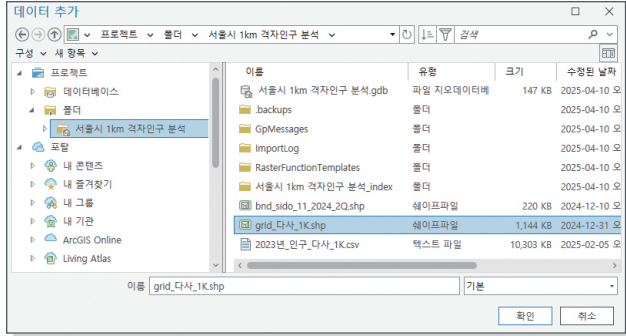 데이터 추가
프로젝트 폴더 서울시 1km 격자인구 분석 검색
구성 새 항목
프로젝트
데이터베이스
폴더
서울시 1km 격자인구 분석
포털
내 콘텐츠
내 즐겨찾기
내 그룹
내 기관
ArcGIS Online
Living Atlas
이름 유형 크기 수정된 날짜
서울시 1km 격자인구 분석.gdb 파일 지오데이터베 147 KB 2025-04-10 오
.backups 폴더 2025-04-10 오
GpMessages 폴더 2025-04-10 오
ImportLog 폴더 2025-04-10 오
RasterFunctionTemplates 폴더 2025-04-10 오
서울시 1km 격자인구 분석_index 폴더 2025-04-10 오
bnd_sido_11_2024_2Q.shp 쉐이프파일 220 KB 2024-12-10 오
grid_다사_1K.shp 쉐이프파일 1,144 KB 2024-12-31 오
2023년_인구_다사_1K.csv 텍스트 파일 10,303 KB 2025-02-05 오
이름 grid_다사_1K.shp 기본
확인 취소